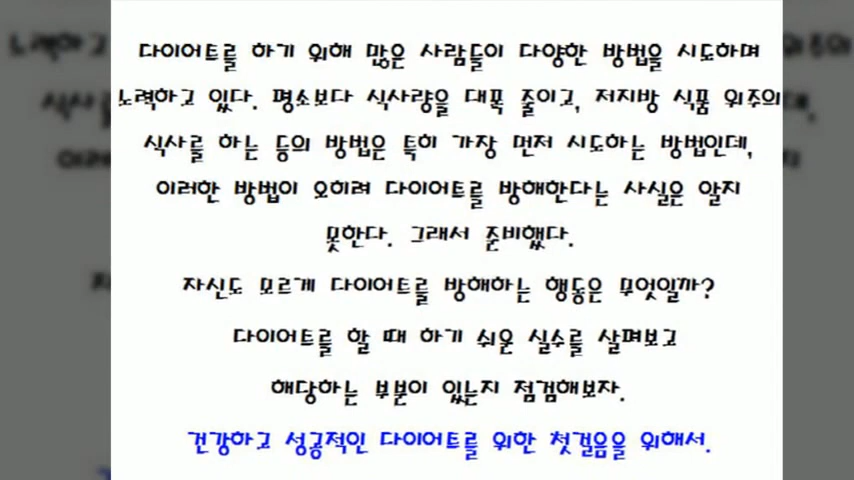 다이어트를 하기 위해 많은 사람들이 다양한 방법을 시도하며
노력하고 있다. 평소보다 식사량을 대폭 줄이고, 저지방 식품 위주의
식사를 하는 등의 방법은 특히 가장 먼저 시도하는 방법인데,
이러한 방법이 오히려 다이어트를 방해한다는 사실은 알지
못한다. 그래서 준비했다.
자신도 모르게 다이어트를 방해하는 행동은 무엇일까?
다이어트를 할 때 하기 쉬운 실수를 살펴보고
해당하는 부분이 있는지 점검해보자.
건강하고 성공적인 다이어트를 위한 첫걸음을 위해서.